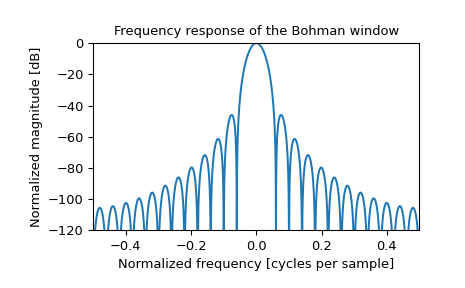 Frequency response of the Bohman window
Normalized magnitude [dB]
0
−20
−40
−60
−80
−100
−120
−0.4 −0.2 0.0 0.2 0.4
Normalized frequency [cycles per sample]